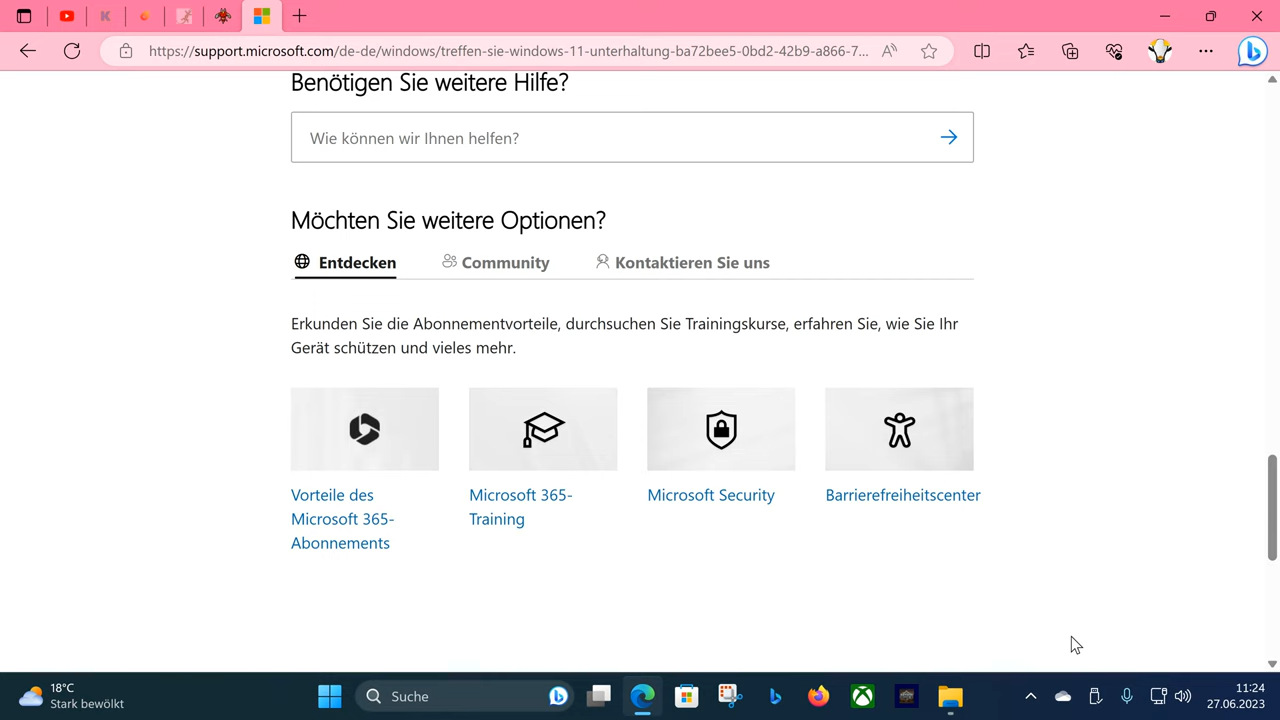 https://support.microsoft.com/de-de/windows/treffen-sie-windows-11-unterhaltung-ba72bee5-0bd2-42b9-a866-7...
Benötigen Sie weitere Hilfe?
Wie können wir Ihnen helfen?
Möchten Sie weitere Optionen?
Entdecken
Community
Kontaktieren Sie uns
Erkunden Sie die Abonnementvorteile, durchsuchen Sie Trainingskurse, erfahren Sie, wie Sie Ihr
Gerät schützen und vieles mehr.
Vorteile des
Microsoft 365-
Abonnements
Microsoft 365-
Training
Microsoft Security
Barrierefreiheitscenter
18°C
Stark bewölkt
Suche
11:24
27.06.2023